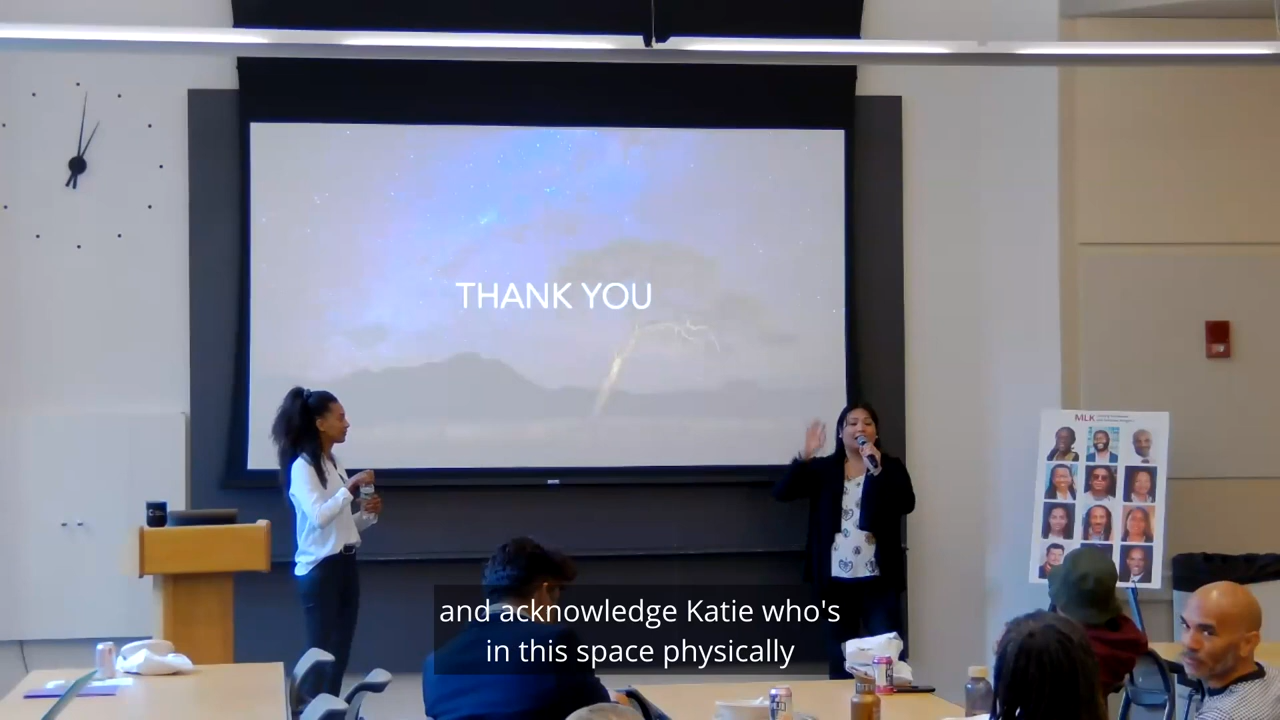 THANK YOU
MLK
and acknowledge Katie who's
in this space physically